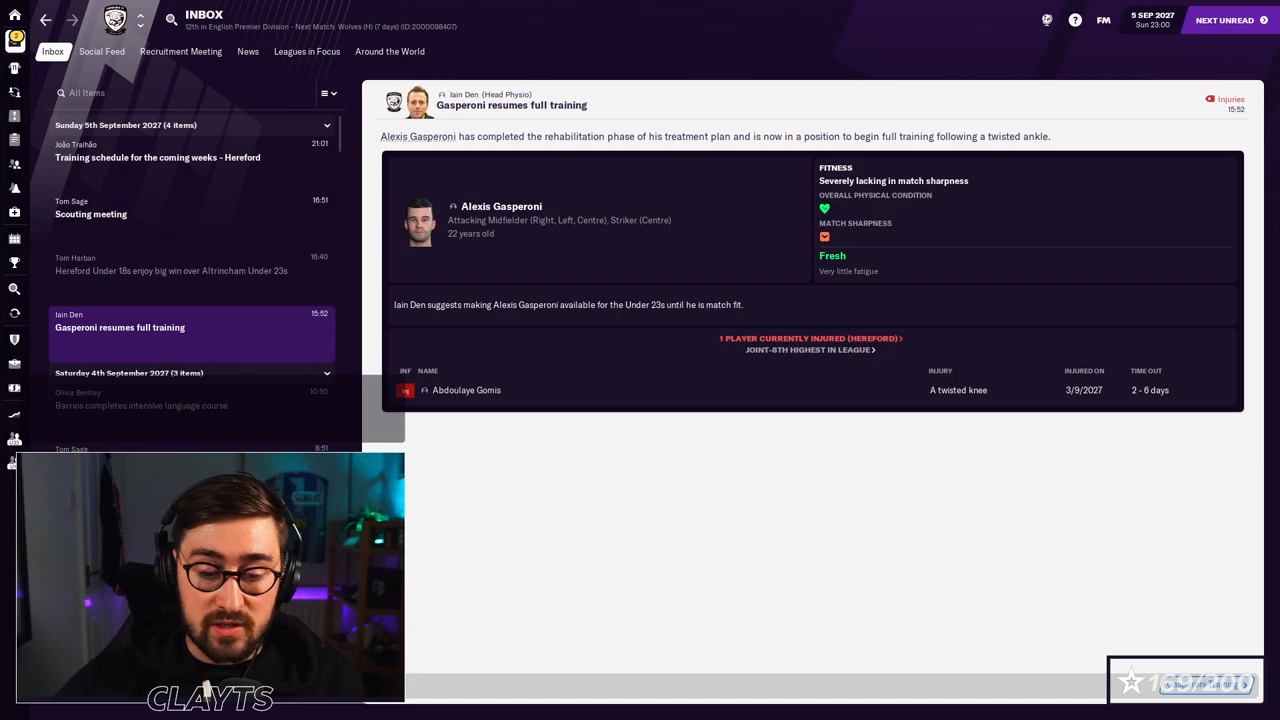 INBOX
12th in English Premier Division - Next Match: Wolves (H) (7 days) (ID:2000098407)
2
FM
5 SEP 2027
Sun 23:00
NEXT UNREAD
Inbox
Social Feed
Recruitment Meeting
News
Leagues in Focus
Around the World
All Items
Sunday 5th September 2027 (4 items)
João Tralhão
21:01
Training schedule for the coming weeks - Hereford
Tom Sage
16:51
Scouting meeting
Tom Harban
16:40
Hereford Under 18s enjoy big win over Altrincham Under 23s
Iain Den
15:52
Gasperoni resumes full training
Saturday 4th September 2027 (3 items)
Olivia Bentley
10:50
Barrios completes intensive language course
Tom Sage
8:51
Iain Den (Head Physio)
Gasperoni resumes full training
Injuries
15:52
Alexis Gasperoni has completed the rehabilitation phase of his treatment plan and is now in a position to begin full training following a twisted ankle.
Alexis Gasperoni
Attacking Midfielder (Right, Left, Centre), Striker (Centre)
22 years old
FITNESS
Severely lacking in match sharpness
OVERALL PHYSICAL CONDITION
MATCH SHARPNESS
Fresh
Very little fatigue
Iain Den suggests making Alexis Gasperoni available for the Under 23s until he is match fit.
1 PLAYER CURRENTLY INJURED (HEREFORD)
JOINT-8TH HIGHEST IN LEAGUE
INF NAME INJURY INJURED ON TIME OUT
Inj Abdoulaye Gomis A twisted knee 3/9/2027 2 - 6 days
CLAYTS
169/200